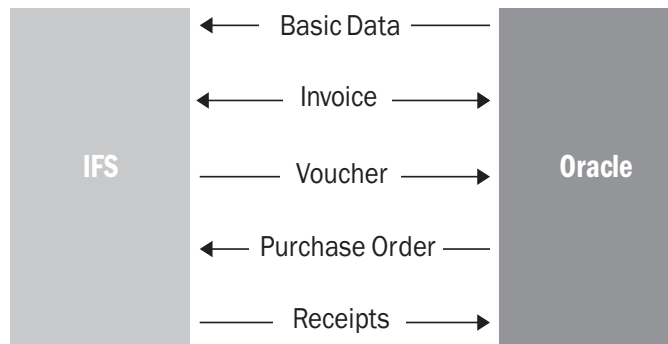 Basic Data
Invoice
IFS
Voucher
Oracle
Purchase Order
Receipts